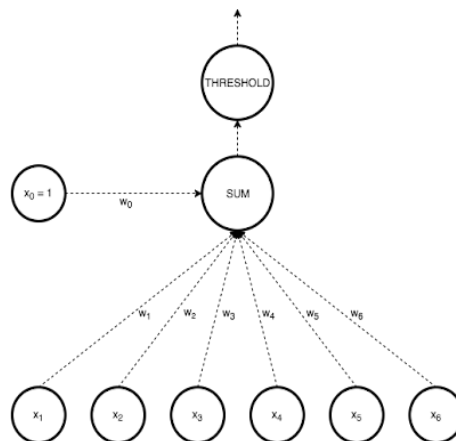 THRESHOLD
x₀ = 1
w₀
SUM
w₁ w₂ w₃ w₄ w₅ w₆
x₁ x₂ x₃ x₄ x₅ x₆